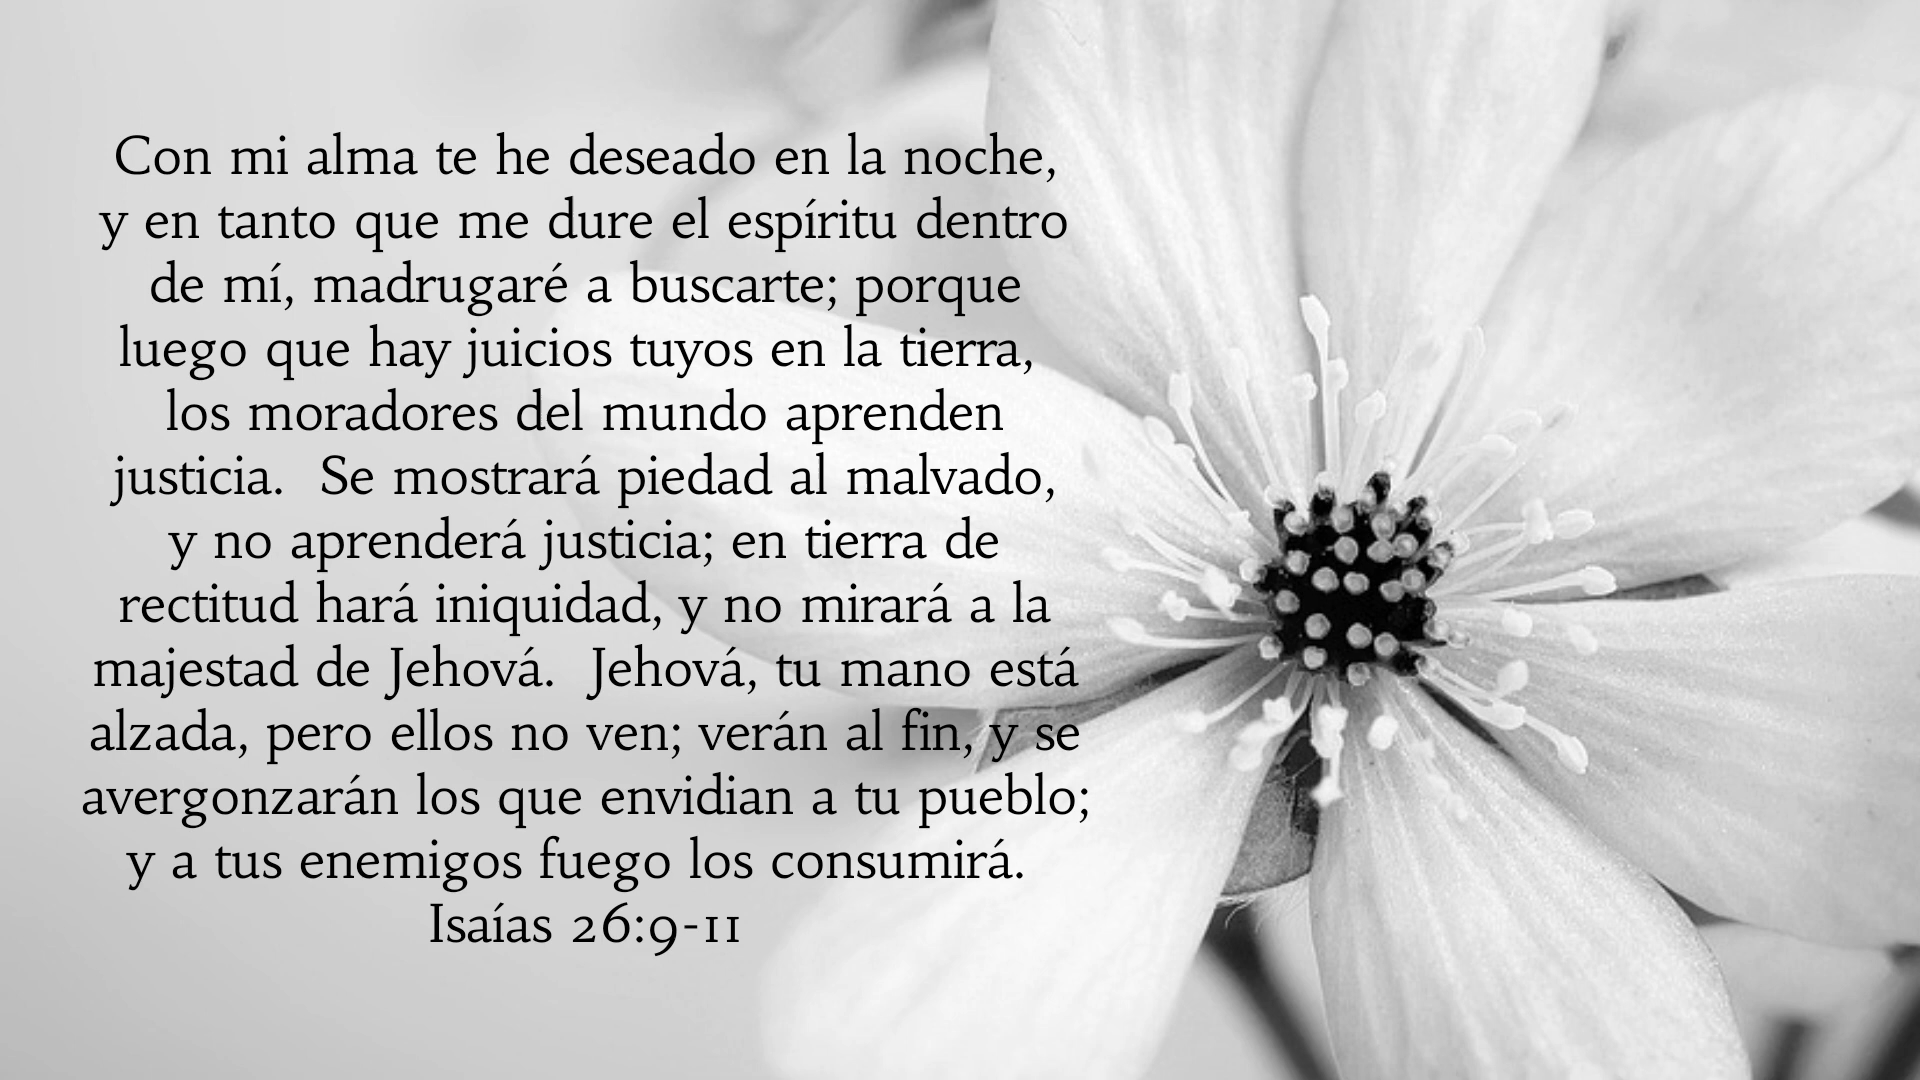 Con mi alma te he deseado en la noche,
y en tanto que me dure el espíritu dentro
de mí, madrugaré a buscarte; porque
luego que hay juicios tuyos en la tierra,
los moradores del mundo aprenden
justicia.  Se mostrará piedad al malvado,
y no aprenderá justicia; en tierra de
rectitud hará iniquidad, y no mirará a la
majestad de Jehová.  Jehová, tu mano está
alzada, pero ellos no ven; verán al fin, y se
avergonzarán los que envidian a tu pueblo;
y a tus enemigos fuego los consumirá.
Isaías 26:9-11